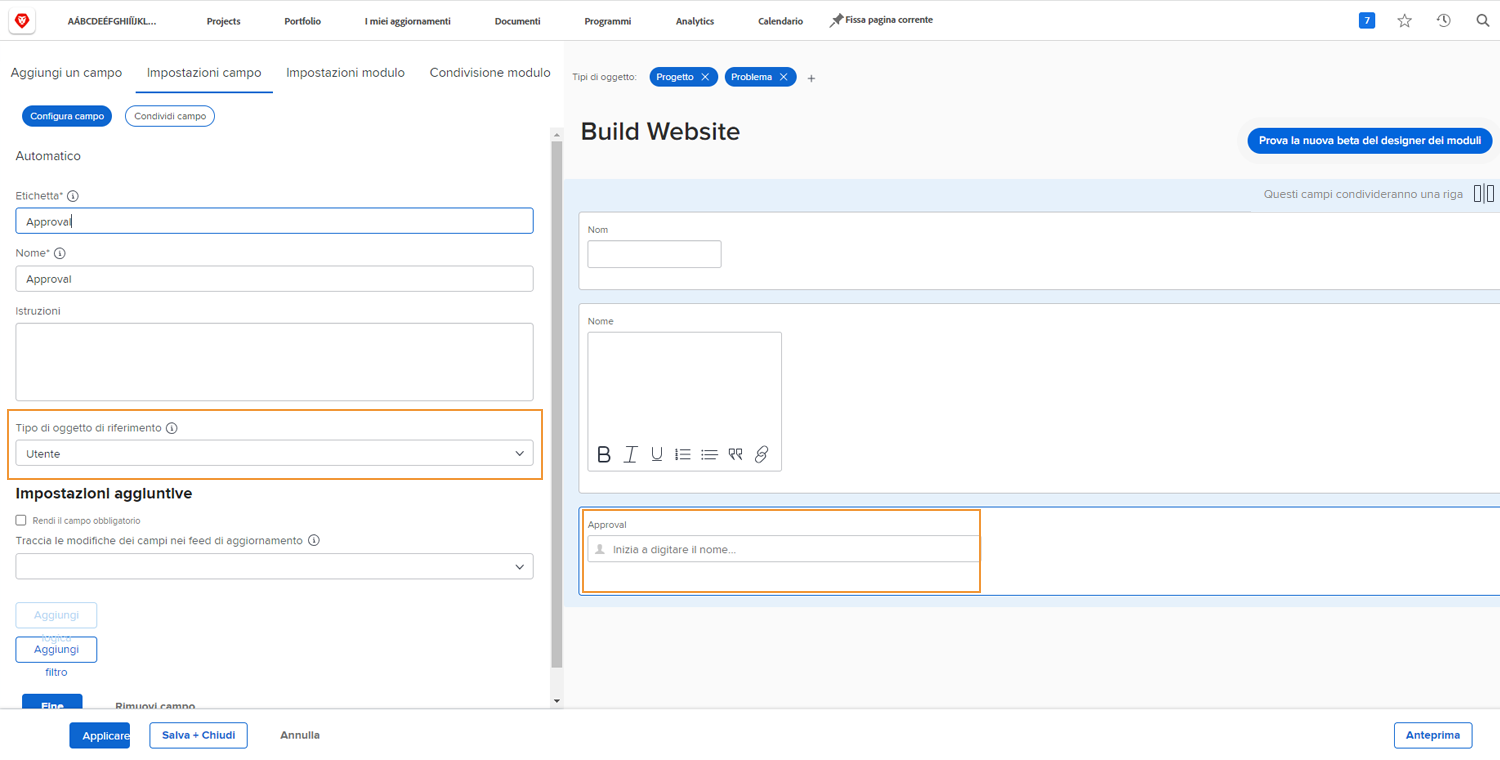 AÁBCDEÉFGHIÍÏJKL...
Projects
Portfolio
I miei aggiornamenti
Documenti
Programmi
Analytics
Calendario
Fissa pagina corrente
7
Aggiungi un campo
Impostazioni campo
Impostazioni modulo
Condivisione modulo
Configura campo
Condividi campo
Automatico
Etichetta*
Approval
Nome*
Approval
Istruzioni
Tipo di oggetto di riferimento
Utente
Impostazioni aggiuntive
Rendi il campo obbligatorio
Traccia le modifiche dei campi nei feed di aggiornamento
Aggiungi
logica
Aggiungi
filtro
Fine
Rimuovi campo
Applicare
Salva + Chiudi
Annulla
Tipi di oggetto:
Progetto
Problema
Build Website
Prova la nuova beta del designer dei moduli
Questi campi condivideranno una riga
Nom
Nome
B I U
Approval
Inizia a digitare il nome...
Anteprima